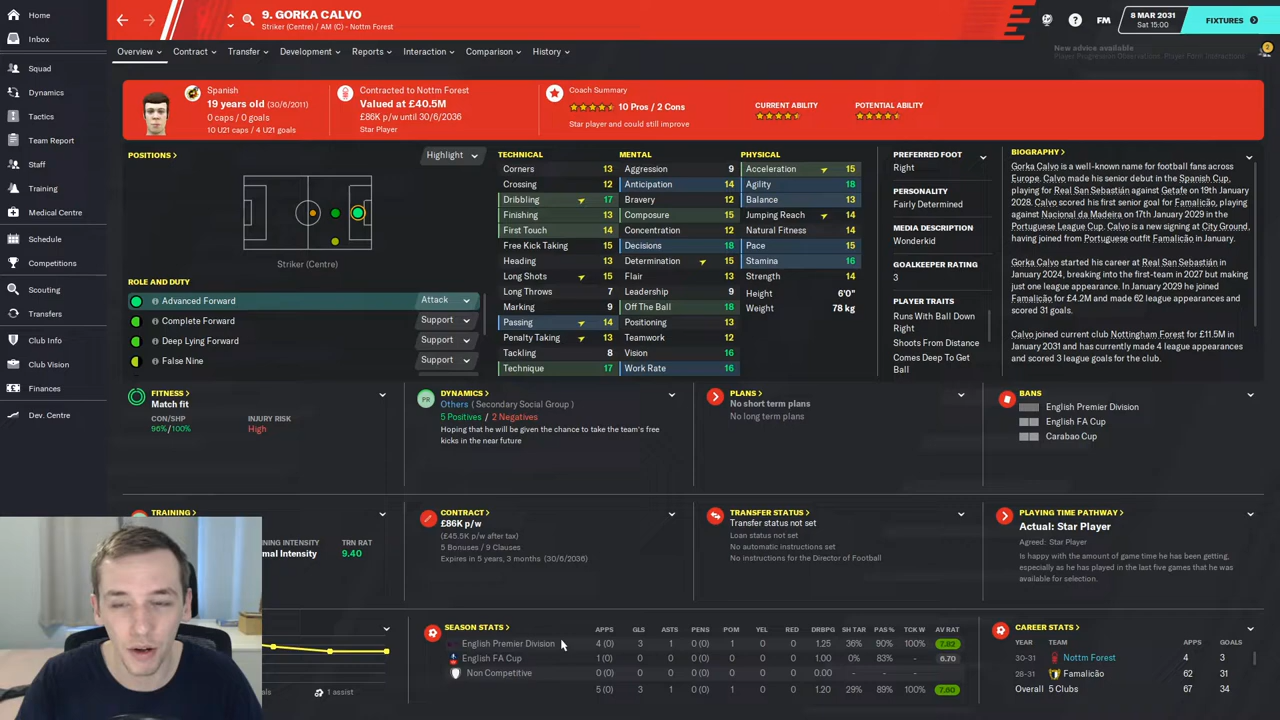 9. GORKA CALVO
Striker (Centre) / AM (C) - Nottm Forest
8 MAR 2031
Sat 15:00
FM
FIXTURES
New advice available
Player Progression Observations, Player Form Instructions
2
Home
Inbox
Squad
Dynamics
Tactics
Team Report
Staff
Training
Medical Centre
Schedule
Competitions
Scouting
Transfers
Club Info
Club Vision
Finances
Dev. Centre
Overview
Contract
Transfer
Development
Reports
Interaction
Comparison
History
Spanish
19 years old (30/6/2011)
0 caps / 0 goals
10 U21 caps / 4 U21 goals
Contracted to Nottm Forest
Valued at £40.5M
£86K p/w until 30/6/2036
Star Player
Coach Summary
10 Pros / 2 Cons
Star player and could still improve
CURRENT ABILITY
POTENTIAL ABILITY
POSITIONS
Highlight
Striker (Centre)
ROLE AND DUTY
Advanced Forward Attack
Complete Forward Support
Deep Lying Forward Support
False Nine Support
TECHNICAL
Corners 13
Crossing 12
Dribbling 17
Finishing 13
First Touch 14
Free Kick Taking 15
Heading 13
Long Shots 15
Long Throws 7
Marking 9
Passing 14
Penalty Taking 13
Tackling 8
Technique 17
MENTAL
Aggression 9
Anticipation 14
Bravery 12
Composure 15
Concentration 12
Decisions 18
Determination 15
Flair 13
Leadership 9
Off The Ball 18
Positioning 13
Teamwork 12
Vision 16
Work Rate 16
PHYSICAL
Acceleration 15
Agility 18
Balance 13
Jumping Reach 14
Natural Fitness 14
Pace 15
Stamina 16
Strength 14
Height 6'0"
Weight 78 kg
PREFERRED FOOT
Right
PERSONALITY
Fairly Determined
MEDIA DESCRIPTION
Wonderkid
GOALKEEPER RATING
3
PLAYER TRAITS
Runs With Ball Down
Right
Shoots From Distance
Comes Deep To Get
Ball
BIOGRAPHY
Gorka Calvo is a well-known name for football fans across
Europe. Calvo made his senior debut in the Spanish Cup,
playing for Real San Sebastián against Getafe on 19th January
2028. Calvo scored his first senior goal for Famalicão, playing
against Nacional da Madeira on 17th January 2029 in the
Portuguese League Cup. Calvo is a new signing at City Ground,
having joined from Portuguese outfit Famalicão in January.
Gorka Calvo started his career at Real San Sebastián in
January 2024, breaking into the first-team in 2027 but making
just one league appearance. In January 2029 he joined
Famalicão for £4.2M and made 62 league appearances and
scored 31 goals.
Calvo joined current club Nottingham Forest for £11.5M in
January 2031 and has currently made 4 league appearances
and scored 3 league goals for the club.
FITNESS
Match fit
CON/SHP
96%/100%
INJURY RISK
High
DYNAMICS
PR
Others ( Secondary Social Group )
5 Positives / 2 Negatives
Hoping that he will be given the chance to take the team's free
kicks in the near future
PLANS
No short term plans
No long term plans
BANS
English Premier Division
English FA Cup
Carabao Cup
TRAINING
TRN RAT
9.40
CONTRACT
£86K p/w
(£45.5K p/w after tax)
5 Bonuses / 9 Clauses
Expires in 5 years, 3 months (30/6/2036)
TRANSFER STATUS
Transfer status not set
Loan status not set
No automatic instructions set
No instructions for the Director of Football
PLAYING TIME PATHWAY
Actual: Star Player
Agreed: Star Player
Is happy with the amount of game time he has been getting,
especially as he has played in the last five games that he was
available for selection.
1 assist
SEASON STATS APPS GLS ASTS PENS POM YEL RED DRBPG SH TAR PAS % TCK W AV RAT
English Premier Division 4 (0) 3 1 0 (0) 1 0 0 1.25 36% 90% 100% 7.82
English FA Cup 1 (0) 0 0 0 (0) 0 0 0 1.00 0% 83% - 6.70
Non Competitive 0 (0) 0 0 0 (0) 0 0 0 0.00 - - - -
5 (0) 3 1 0 (0) 1 0 0 1.20 29% 89% 100% 7.60
CAREER STATS
YEAR TEAM APPS GOALS
30-31 Nottm Forest 4 3
28-31 Famalicão 62 31
Overall 5 Clubs 67 34